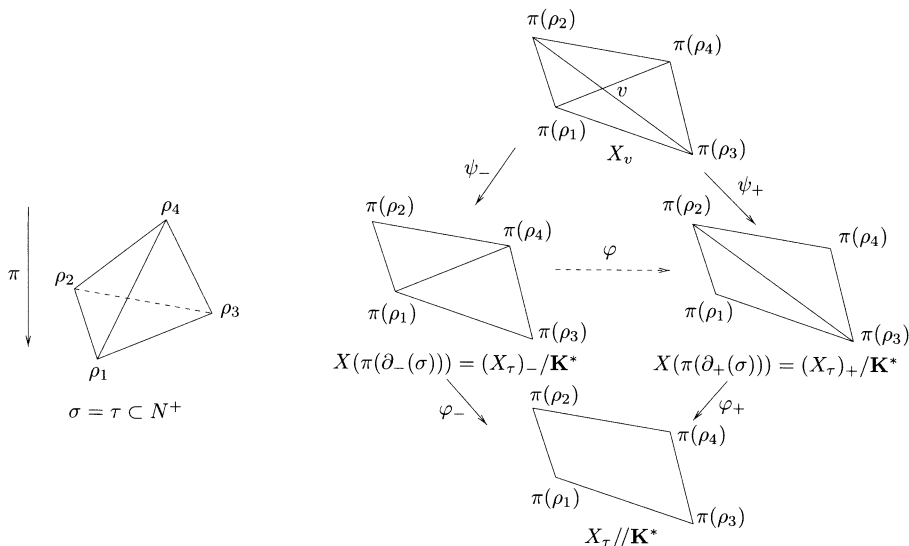 π(ρ₂)
π(ρ₄)
v
π(ρ₁)
π(ρ₃)
X_v
ψ₋
ψ₊
ρ₄
π(ρ₂)
π(ρ₂)
π(ρ₄)
φ
π(ρ₄)
π
ρ₂
ρ₃
π(ρ₁)
π(ρ₁)
π(ρ₃)
π(ρ₃)
ρ₁
X(π(∂₋(σ))) = (X_τ)₋/K*
X(π(∂₊(σ))) = (X_τ)₊/K*
σ = τ ⊂ N⁺
φ₋
φ₊
π(ρ₂)
π(ρ₄)
π(ρ₁)
π(ρ₃)
X_τ//K*